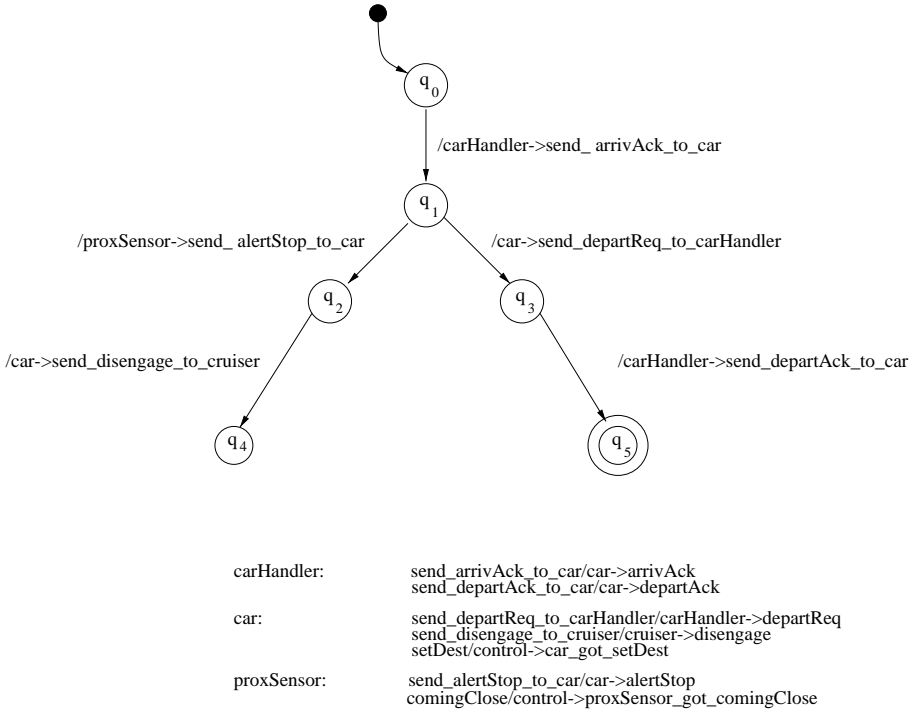 q0
/carHandler->send_ arrivAck_to_car
q1
/proxSensor->send_ alertStop_to_car
/car->send_departReq_to_carHandler
q2
q3
/car->send_disengage_to_cruiser
/carHandler->send_departAck_to_car
q4
q5
carHandler: send_arrivAck_to_car/car->arrivAck
send_departAck_to_car/car->departAck
car: send_departReq_to_carHandler/carHandler->departReq
send_disengage_to_cruiser/cruiser->disengage
setDest/control->car_got_setDest
proxSensor: send_alertStop_to_car/car->alertStop
comingClose/control->proxSensor_got_comingClose